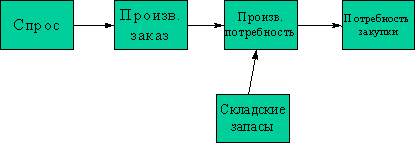 Спрос
Произв.
заказ
Произв.
потребность
Потребность
закупки
Складские
запасы